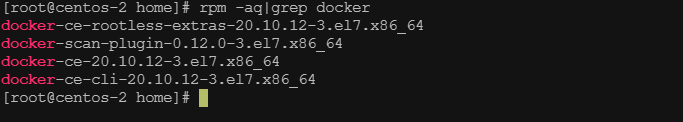 [root@centos-2 home]# rpm -aq|grep docker
docker-ce-rootless-extras-20.10.12-3.el7.x86_64
docker-scan-plugin-0.12.0-3.el7.x86_64
docker-ce-20.10.12-3.el7.x86_64
docker-ce-cli-20.10.12-3.el7.x86_64
[root@centos-2 home]#